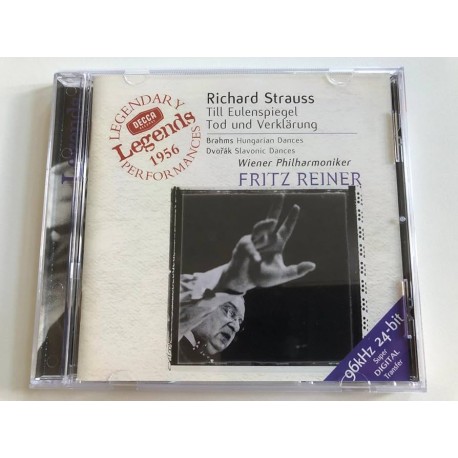 LEGENDARY
DECCA
Legends
1956
PERFORMANCES
Richard Strauss
Till Eulenspiegel
Tod und Verklärung
Brahms Hungarian Dances
Dvořák Slavonic Dances
Wiener Philharmoniker
FRITZ REINER
96kHz 24-bit
Super
DIGITAL
Transfer